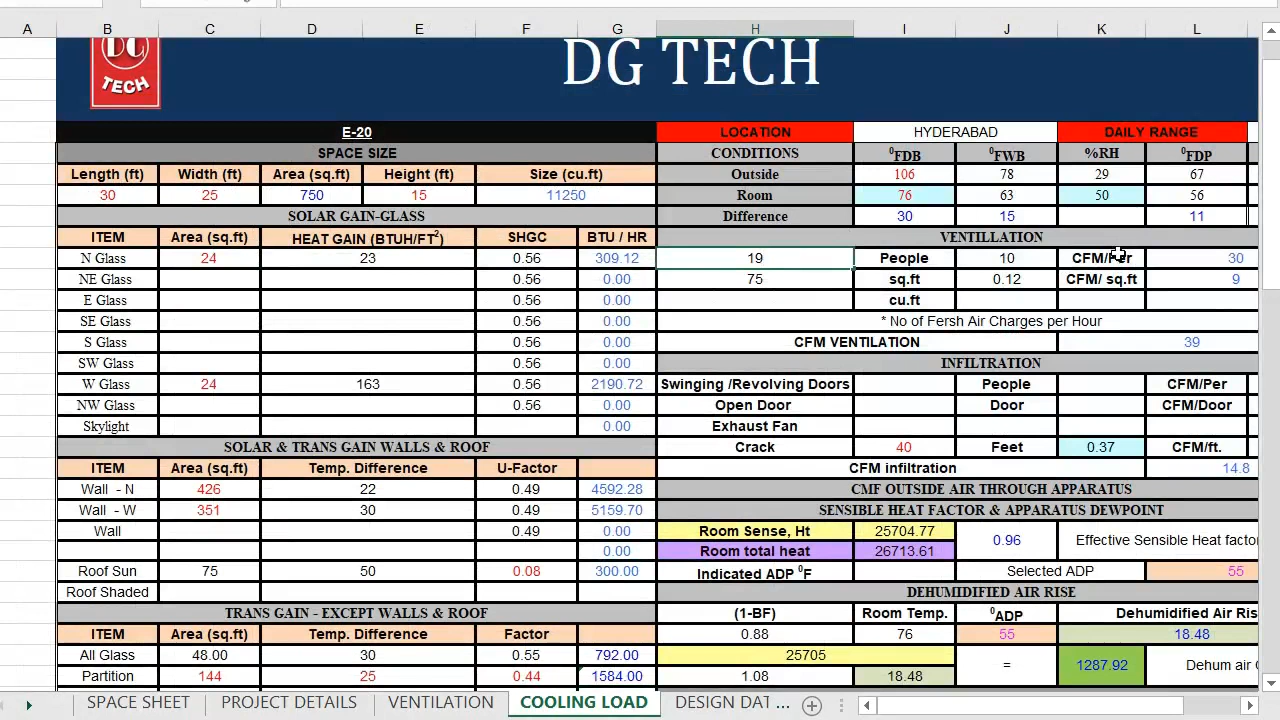 A B C D E F G H I J K L
DG TECH
DG
TECH
E-20 LOCATION HYDERABAD DAILY RANGE
SPACE SIZE CONDITIONS ⁰FDB ⁰FWB %RH ⁰FDP
Length (ft) Width (ft) Area (sq.ft) Height (ft) Size (cu.ft) Outside 106 78 29 67
30 25 750 15 11250 Room 76 63 50 56
SOLAR GAIN-GLASS Difference 30 15 11
ITEM Area (sq.ft) HEAT GAIN (BTUH/FT²) SHGC BTU / HR VENTILLATION
N Glass 24 23 0.56 309.12 19 People 10 CFM/Per 30
NE Glass 0.56 0.00 75 sq.ft 0.12 CFM/ sq.ft 9
E Glass 0.56 0.00 cu.ft
SE Glass 0.56 0.00 * No of Fersh Air Charges per Hour
S Glass 0.56 0.00 CFM VENTILATION 39
SW Glass 0.56 0.00 INFILTRATION
W Glass 24 163 0.56 2190.72 Swinging /Revolving Doors People CFM/Per
NW Glass 0.56 0.00 Open Door Door CFM/Door
Skylight 0.00 Exhaust Fan
SOLAR & TRANS GAIN WALLS & ROOF Crack 40 Feet 0.37 CFM/ft.
ITEM Area (sq.ft) Temp. Difference U-Factor CFM infiltration 14.8
Wall - N 426 22 0.49 4592.28 CMF OUTSIDE AIR THROUGH APPARATUS
Wall - W 351 30 0.49 5159.70 SENSIBLE HEAT FACTOR & APPARATUS DEWPOINT
Wall 0.49 0.00 Room Sense, Ht 25704.77 0.96 Effective Sensible Heat factor
0.00 Room total heat 26713.61
Roof Sun 75 50 0.08 300.00 Indicated ADP ⁰F Selected ADP 55
Roof Shaded DEHUMIDIFIED AIR RISE
TRANS GAIN - EXCEPT WALLS & ROOF (1-BF) Room Temp. ⁰ADP Dehumidified Air Ris
ITEM Area (sq.ft) Temp. Difference Factor 0.88 76 55 18.48
All Glass 48.00 30 0.55 792.00 25705 = 1287.92 Dehum air
Partition 144 25 0.44 1584.00 1.08 18.48
SPACE SHEET PROJECT DETAILS VENTILATION COOLING LOAD DESIGN DAT ...